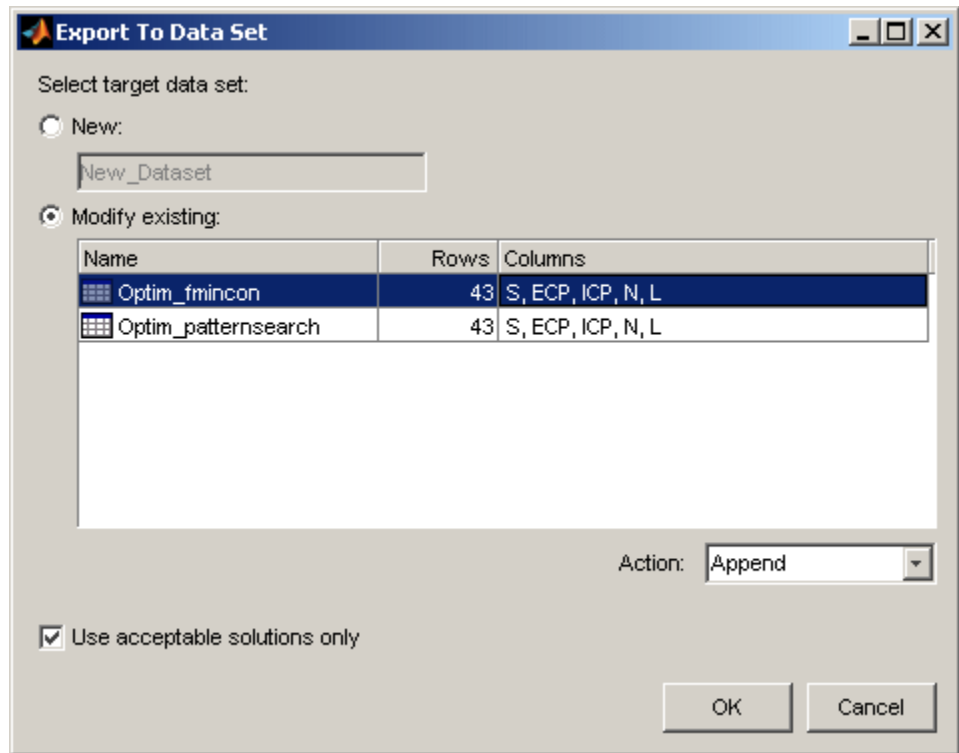 Export To Data Set
Select target data set:
New:
New_Dataset
Modify existing:
Name Rows Columns
Optim_fmincon 43 S, ECP, ICP, N, L
Optim_patternsearch 43 S, ECP, ICP, N, L
Action: Append
Use acceptable solutions only
OK Cancel